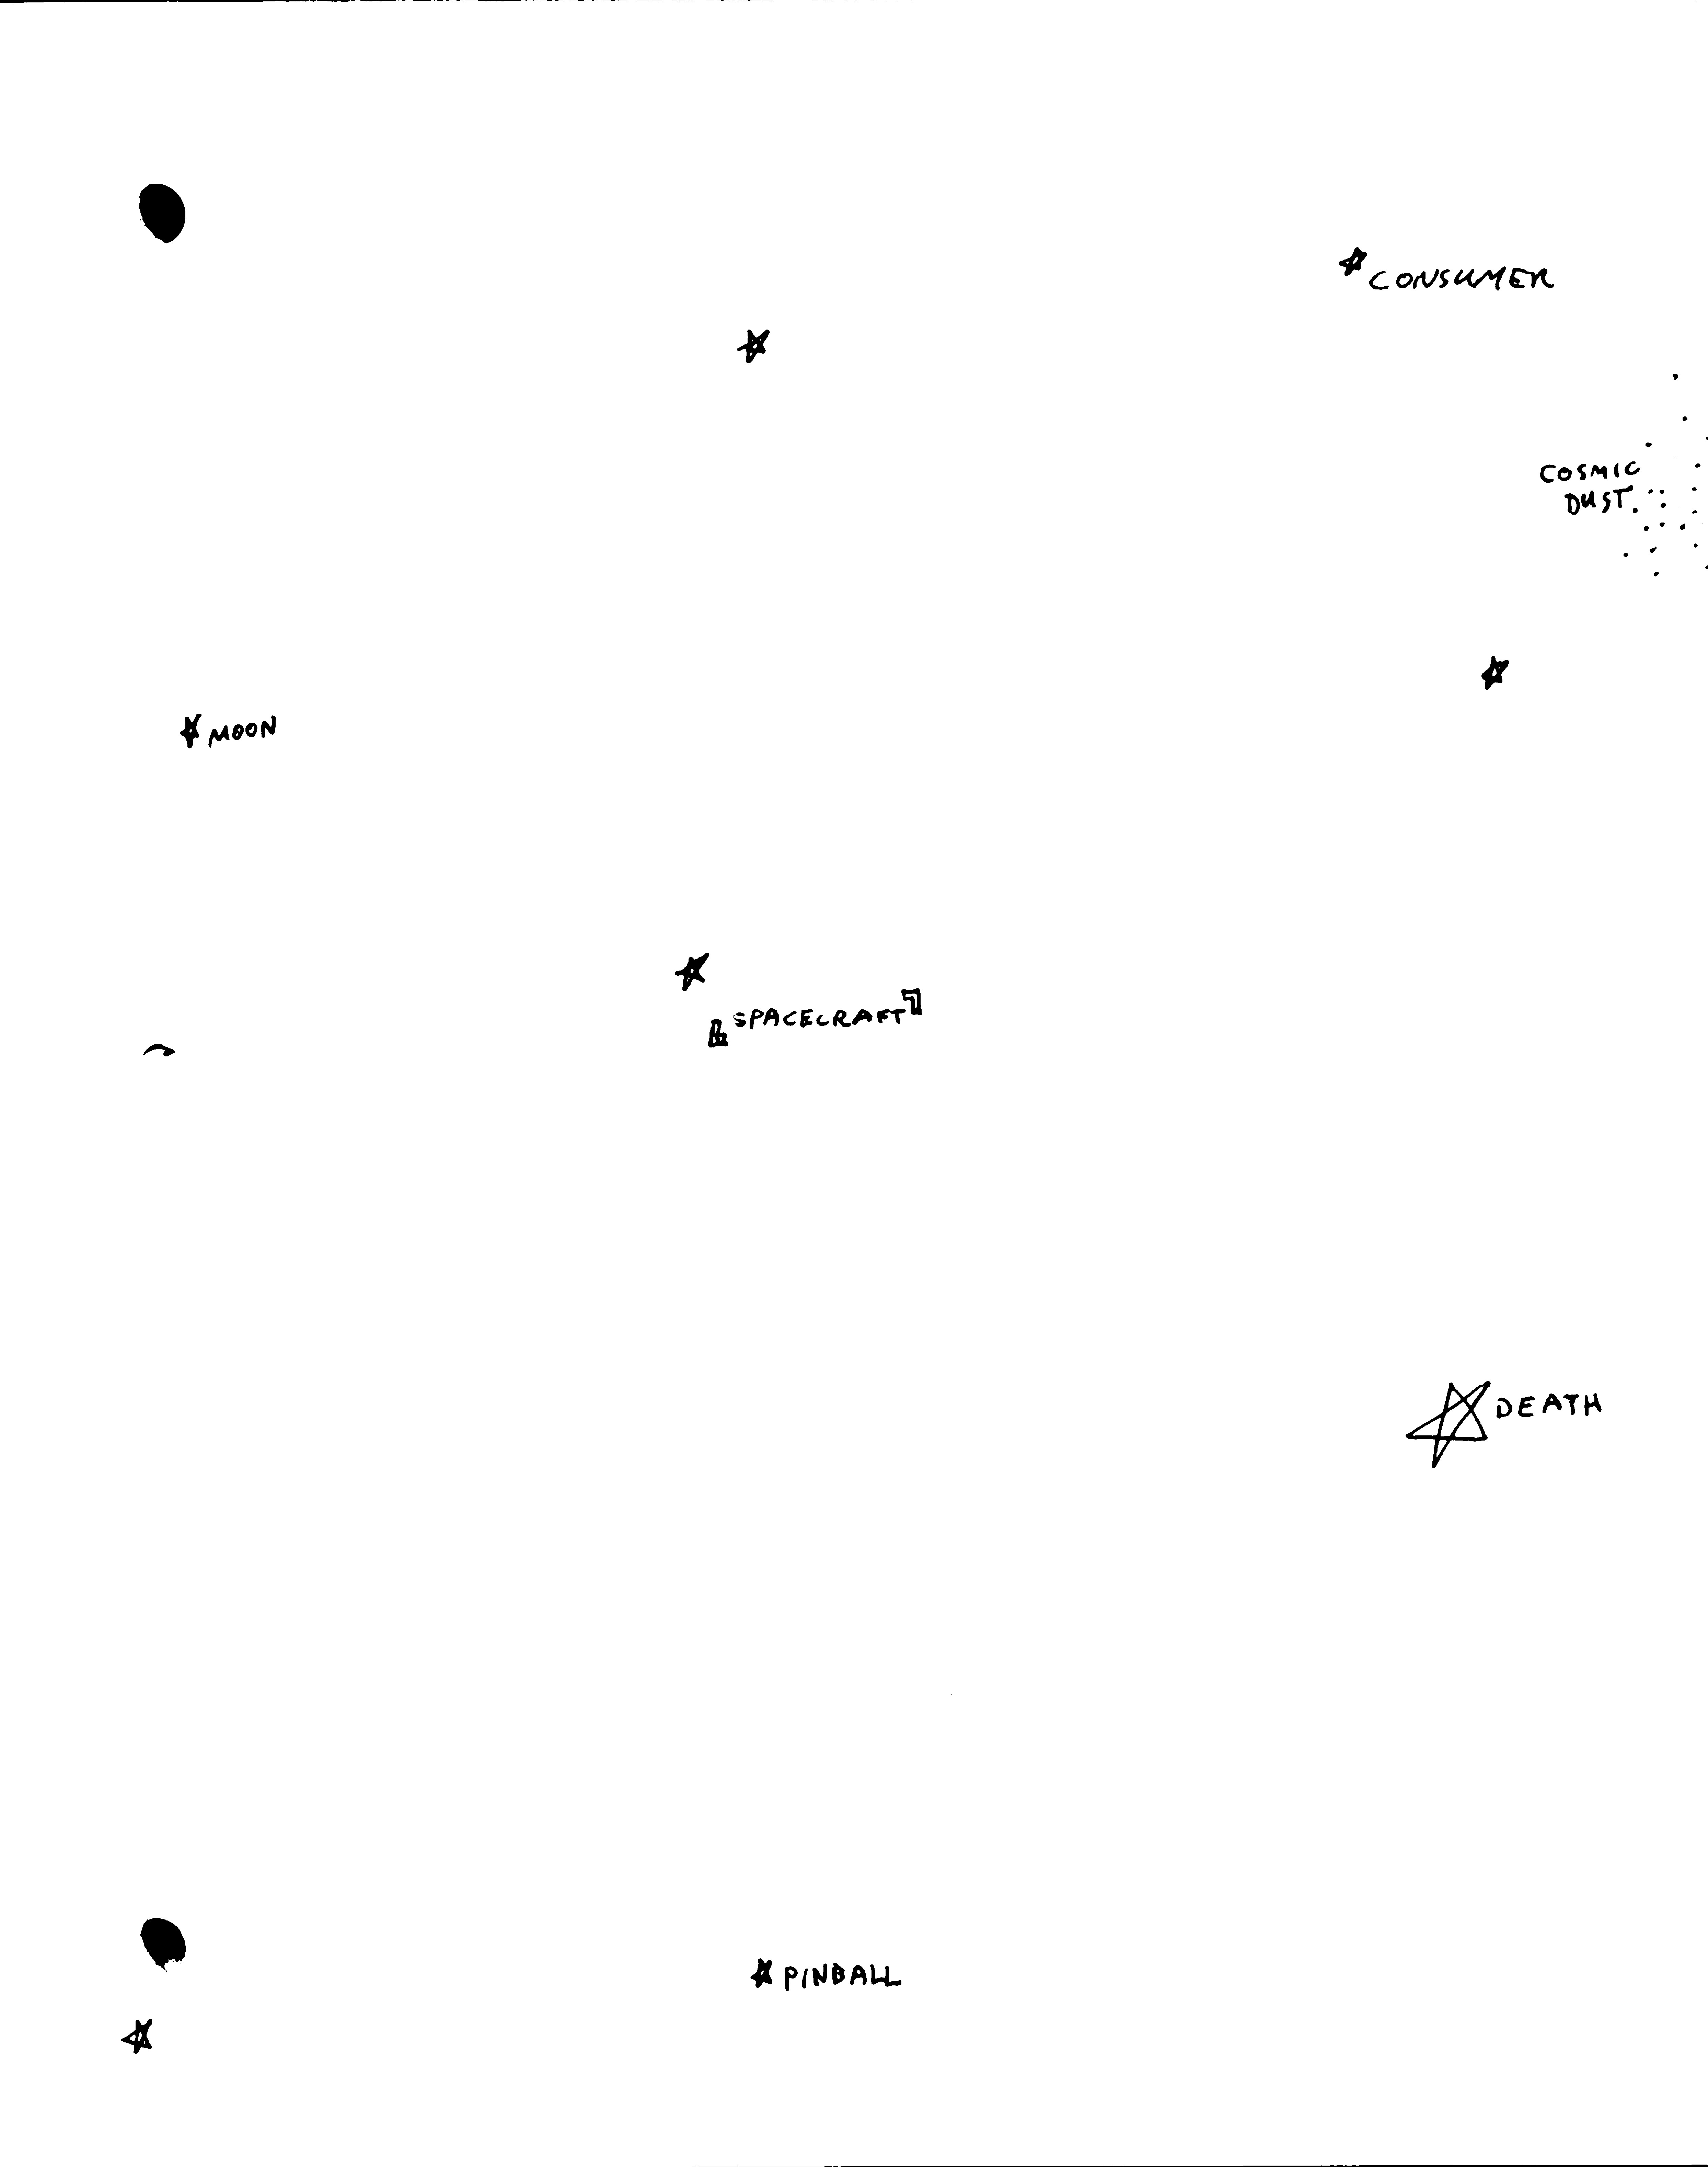 CONSUMER
COSMIC
DUST
MOON
SPACECRAFT
DEATH
PINBALL